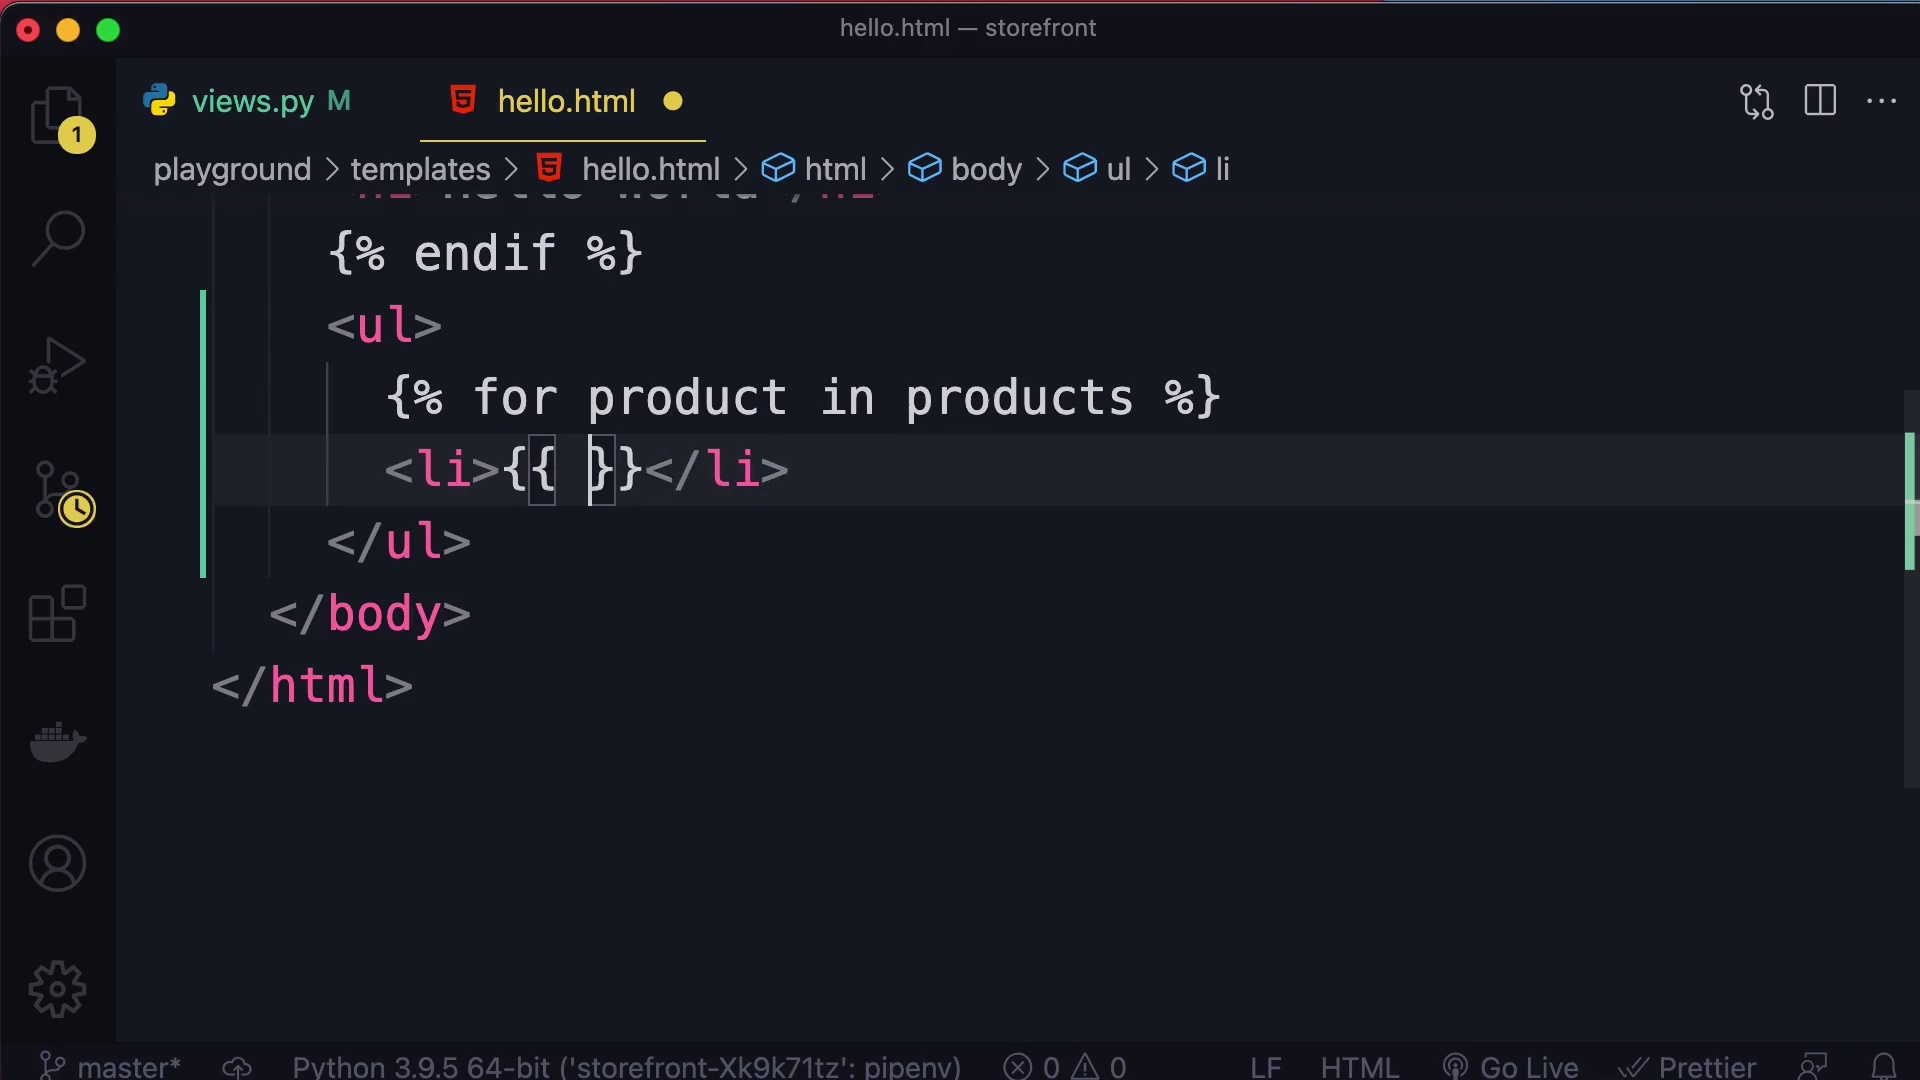 hello.html — storefront
views.py M hello.html
playground > templates > hello.html > html > body > ul > li
{% endif %}
<ul>
{% for product in products %}
<li>{{ }}</li>
</ul>
</body>
</html>
1
master* Python 3.9.5 64-bit ('storefront-Xk9k71tz': pipenv) 0 0 LF HTML Go Live Prettier